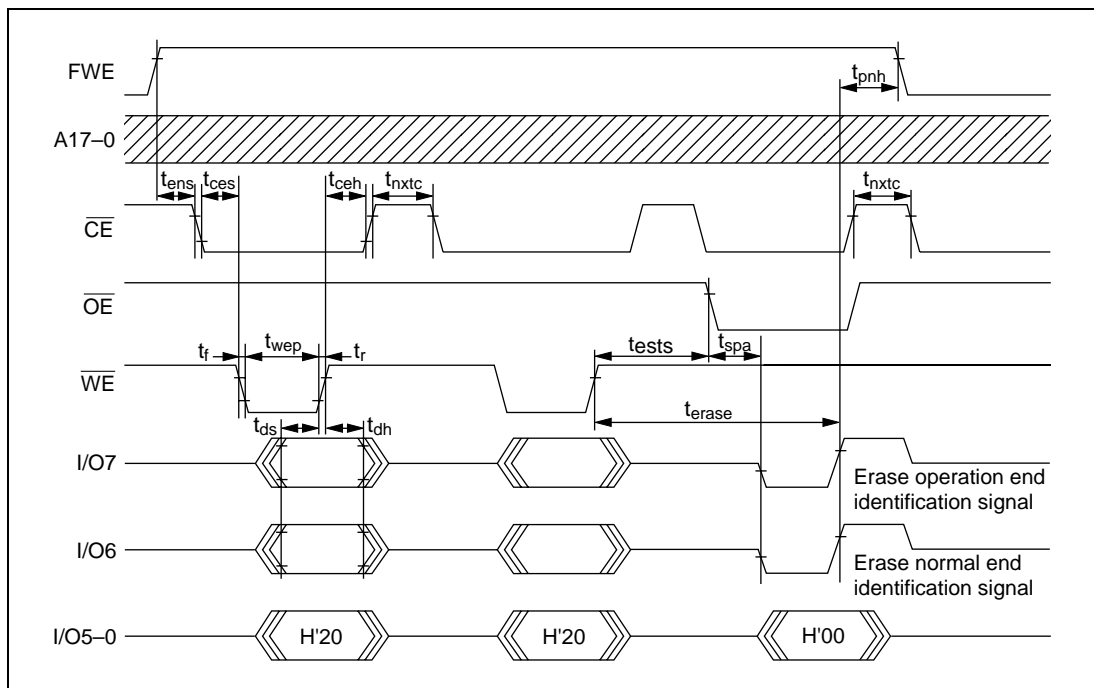 FWE
tpnh
A17–0
tens tces tceh tnxtc tnxtc
CE
OE
tf twep tr tests tspa
WE
terase
tds tdh
I/O7
Erase operation end
identification signal
I/O6
Erase normal end
identification signal
I/O5–0 H'20 H'20 H'00